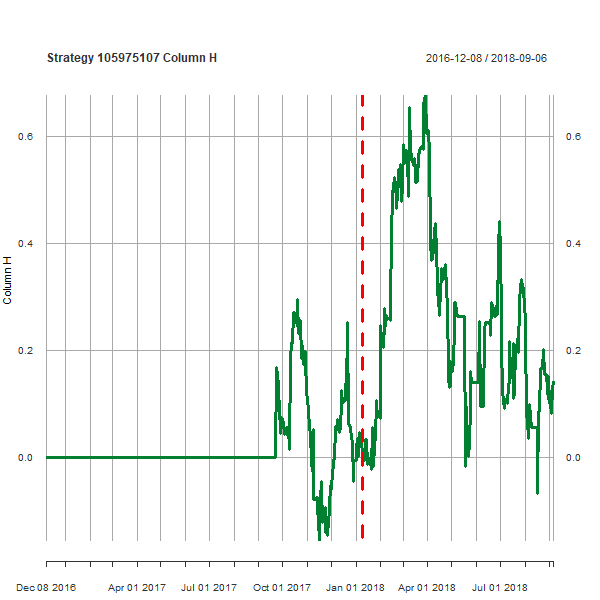 Strategy 105975107 Column H 2016-12-08 / 2018-09-06
0.6 0.6
0.4 0.4
Column H
0.2 0.2
0.0 0.0
Dec 08 2016 Apr 01 2017 Jul 01 2017 Oct 01 2017 Jan 01 2018 Apr 01 2018 Jul 01 2018